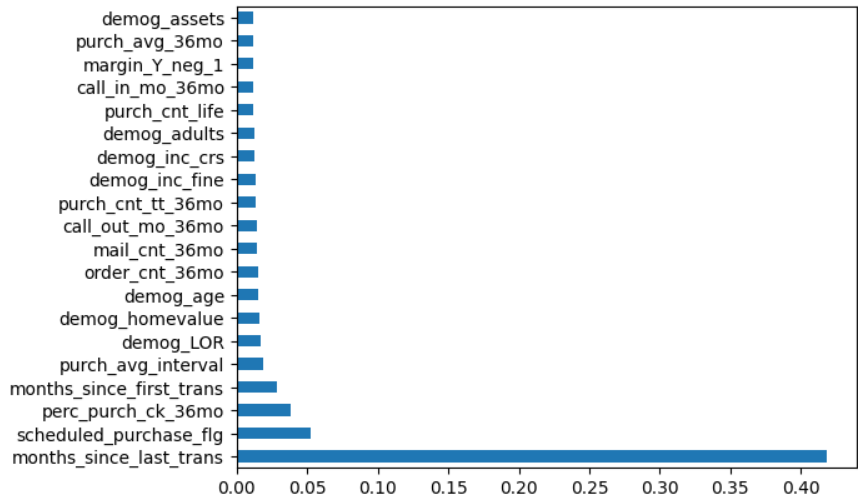 demog_assets
purch_avg_36mo
margin_Y_neg_1
call_in_mo_36mo
purch_cnt_life
demog_adults
demog_inc_crs
demog_inc_fine
purch_cnt_tt_36mo
call_out_mo_36mo
mail_cnt_36mo
order_cnt_36mo
demog_age
demog_homevalue
demog_LOR
purch_avg_interval
months_since_first_trans
perc_purch_ck_36mo
scheduled_purchase_flg
months_since_last_trans
0.00 0.05 0.10 0.15 0.20 0.25 0.30 0.35 0.40